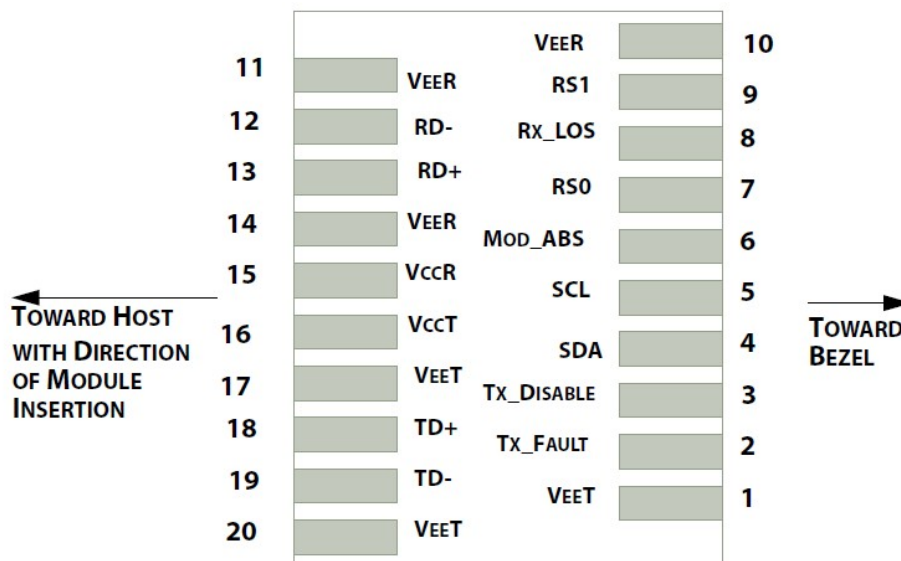 11 VEER
12 RD-
13 RD+
14 VEER
15 VCCR
16 VCCT
17 VEET
18 TD+
19 TD-
20 VEET
VEER 10
RS1 9
RX_LOS 8
RS0 7
MOD_ABS 6
SCL 5
SDA 4
TX_DISABLE 3
TX_FAULT 2
VEET 1
TOWARD HOST
WITH DIRECTION
OF MODULE
INSERTION
TOWARD
BEZEL